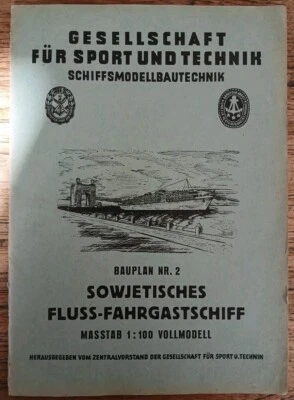 GESELLSCHAFT
FÜR SPORT UND TECHNIK
SCHIFFSMODELLBAUTECHNIK
BAUPLAN NR. 2
SOWJETISCHES
FLUSS-FAHRGASTSCHIFF
MASSTAB 1:100 VOLLMODELL
HERAUSGEGEBEN VOM ZENTRALVORSTAND DER GESELLSCHAFT FÜR SPORT U. TECHNIK